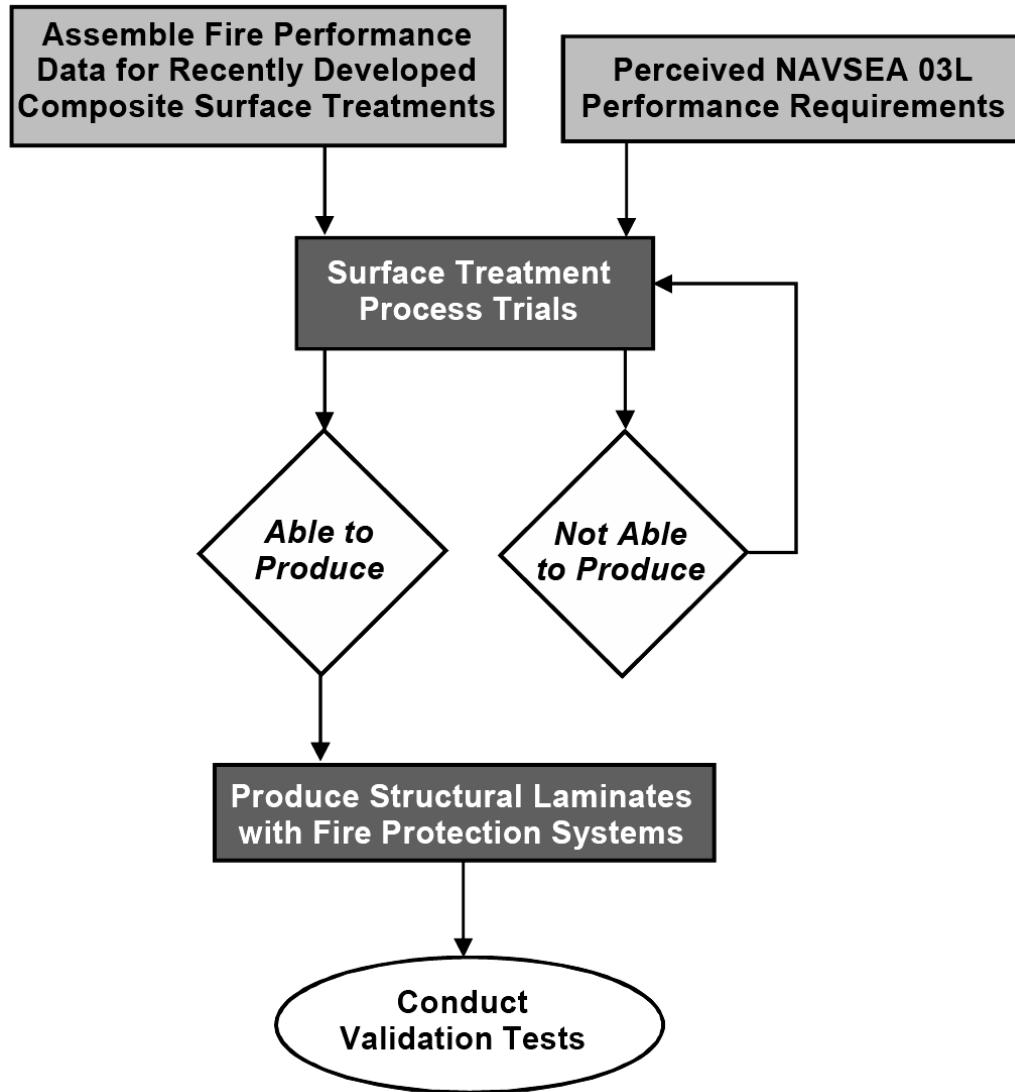 Assemble Fire Performance
Data for Recently Developed
Composite Surface Treatments
Perceived NAVSEA 03L
Performance Requirements
Surface Treatment
Process Trials
Able to
Produce
Not Able
to Produce
Produce Structural Laminates
with Fire Protection Systems
Conduct
Validation Tests